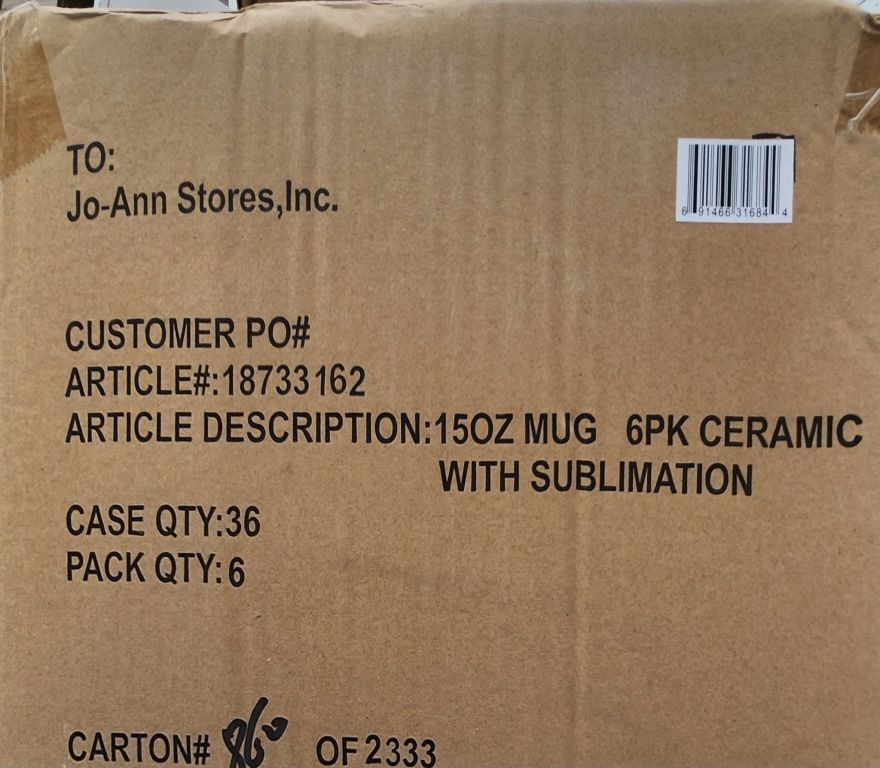 TO:
Jo-Ann Stores,Inc.
6 91466 31684 4
CUSTOMER PO#
ARTICLE#:18733162
ARTICLE DESCRIPTION:15OZ MUG 6PK CERAMIC
WITH SUBLIMATION
CASE QTY:36
PACK QTY:6
CARTON# 860 OF 2333